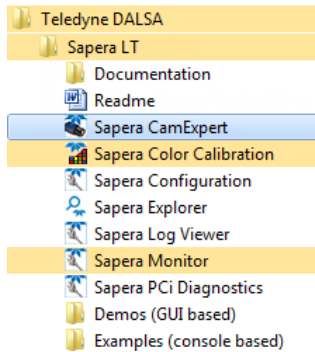 Teledyne DALSA
Sapera LT
Documentation
Readme
Sapera CamExpert
Sapera Color Calibration
Sapera Configuration
Sapera Explorer
Sapera Log Viewer
Sapera Monitor
Sapera PCi Diagnostics
Demos (GUI based)
Examples (console based)